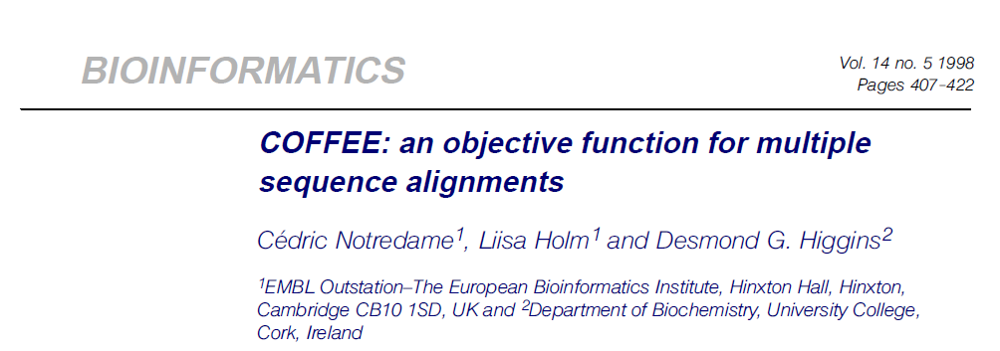 BIOINFORMATICS
Vol. 14 no. 5 1998
Pages 407-422
COFFEE: an objective function for multiple
sequence alignments
Cédric Notredame1, Liisa Holm1 and Desmond G. Higgins2
1EMBL Outstation–The European Bioinformatics Institute, Hinxton Hall, Hinxton,
Cambridge CB10 1SD, UK and 2Department of Biochemistry, University College,
Cork, Ireland